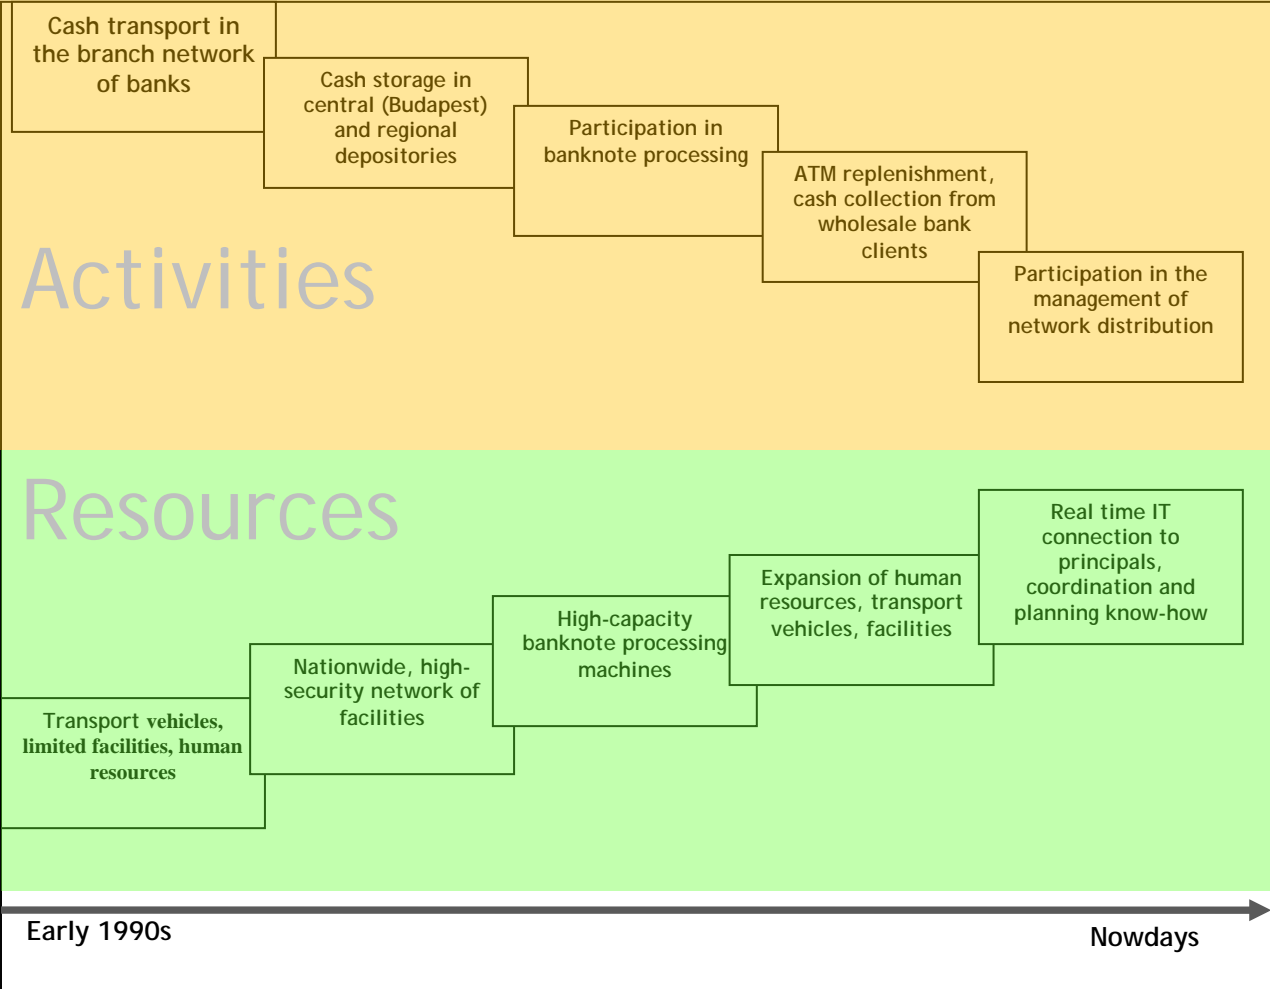 Cash transport in
the branch network
of banks
Cash storage in
central (Budapest)
and regional
depositories
Participation in
banknote processing
ATM replenishment,
cash collection from
wholesale bank
clients
Participation in the
management of
network distribution
Activities
Resources
Real time IT
connection to
principals,
coordination and
planning know-how
Expansion of human
resources, transport
vehicles, facilities
High-capacity
banknote processing
machines
Nationwide, high-
security network of
facilities
Transport vehicles,
limited facilities, human
resources
Early 1990s
Nowdays